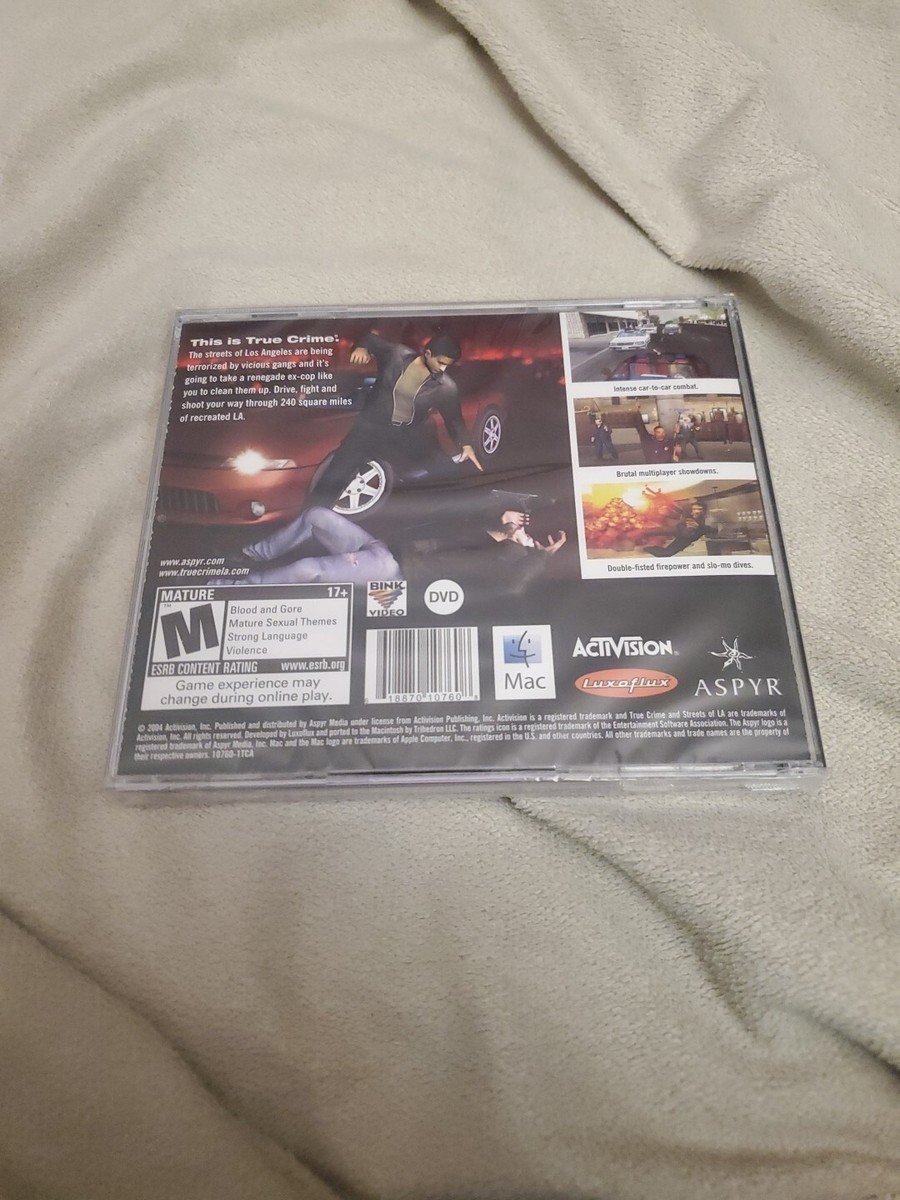 This is True Crime:
The streets of Los Angeles are being
terrorized by vicious gangs and it's
going to take a renegade ex-cop like
you to clean them up. Drive, fight and
shoot your way through 240 square miles
of recreated LA.
Intense car-to-car combat.
Brutal multiplayer showdowns.
Double-fisted firepower and slo-mo dives.
www.aspyr.com
www.truecrimela.com
MATURE 17+
M
TM
Blood and Gore
Mature Sexual Themes
Strong Language
Violence
ESRB CONTENT RATING www.esrb.org
Game experience may
change during online play.
BINK
VIDEO
DVD
18870 10760
Mac
ACTIVISION®
Luxoflux
ASPYR
© 2004 Activision, Inc. Published and distributed by Aspyr Media under license from Activision Publishing, Inc. Activision is a registered trademark and True Crime and Streets of LA are trademarks of
Activision, Inc. All rights reserved. Developed by Luxoflux and ported to the Macintosh by Trihedron LLC. The ratings icon is a registered trademark of the Entertainment Software Association. The Aspyr logo is a
registered trademark of Aspyr Media, Inc. Mac and the Mac logo are trademarks of Apple Computer, Inc., registered in the U.S. and other countries. All other trademarks and trade names are the property of
their respective owners. 10760-1TCA